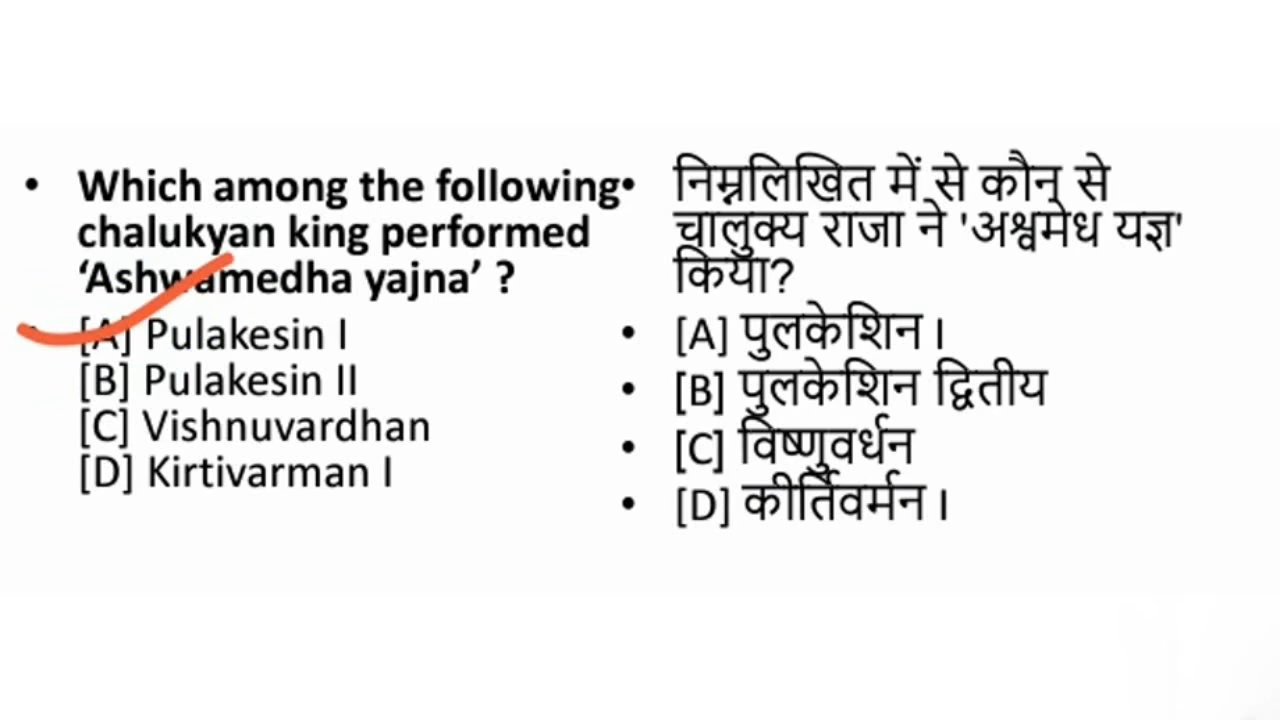 • Which among the following
chalukyan king performed
‘Ashwamedha yajna’ ?
• [A] Pulakesin I
[B] Pulakesin II
[C] Vishnuvardhan
[D] Kirtivarman I
• निम्नलिखित में से कौन से
चालुक्य राजा ने 'अश्वमेध यज्ञ'
किया?
• [A] पुलकेशिन I
• [B] पुलकेशिन द्वितीय
• [C] विष्णुवर्धन
• [D] कीर्तिवर्मन I